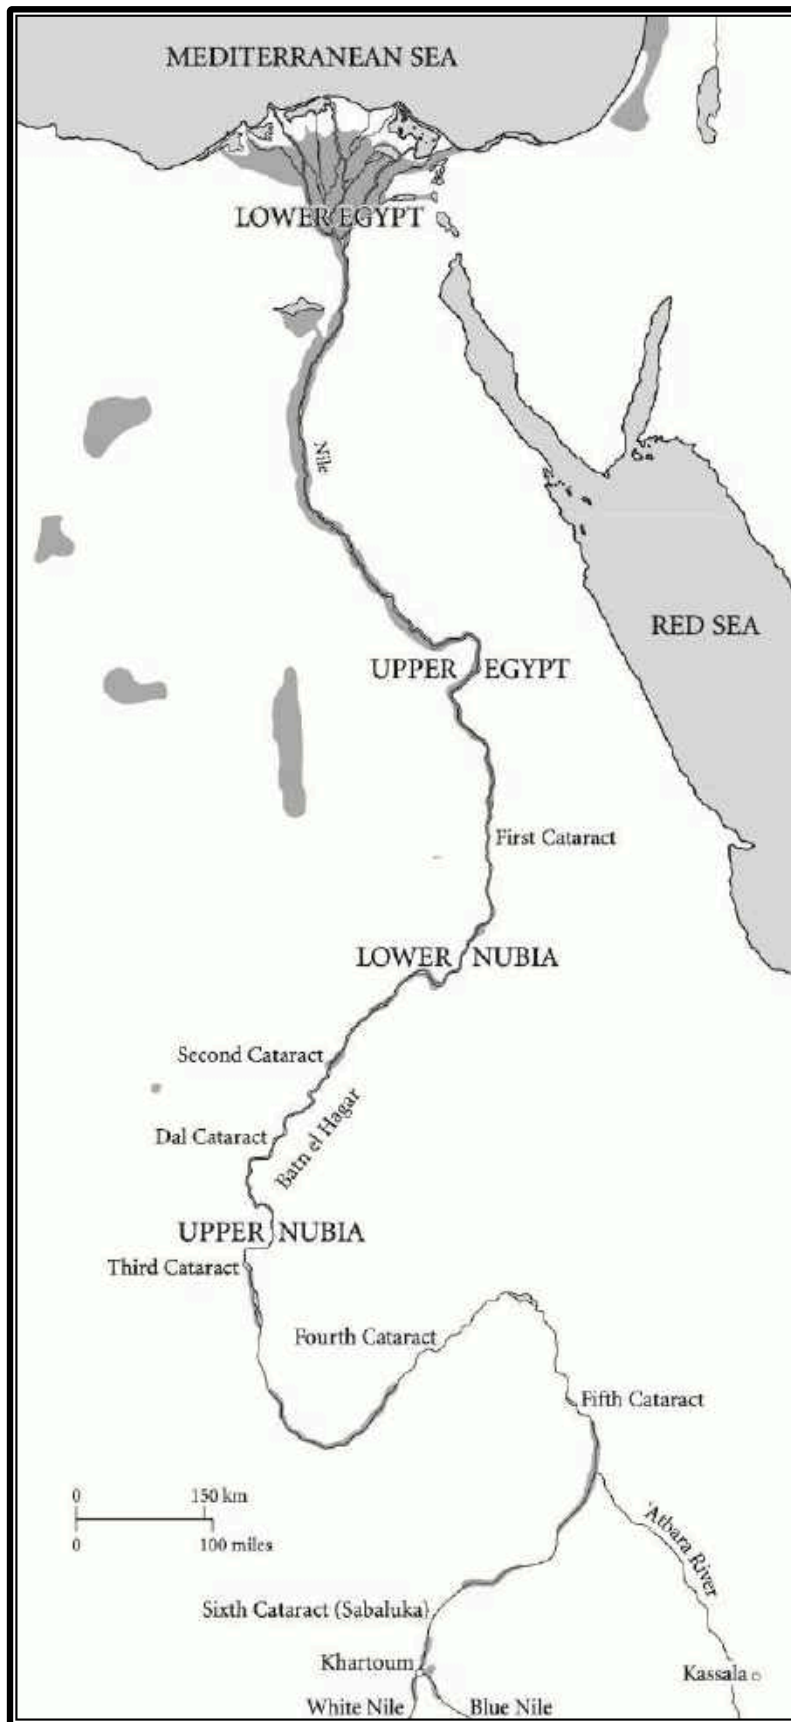 MEDITERRANEAN SEA
LOWER EGYPT
Nile
RED SEA
UPPER EGYPT
First Cataract
LOWER NUBIA
Second Cataract
Batn el Hagar
Dal Cataract
UPPER NUBIA
Third Cataract
Fourth Cataract
Fifth Cataract
0 150 km
0 100 miles
'Atbara River
Sixth Cataract (Sabaluka)
Khartoum
Kassala
White Nile
Blue Nile